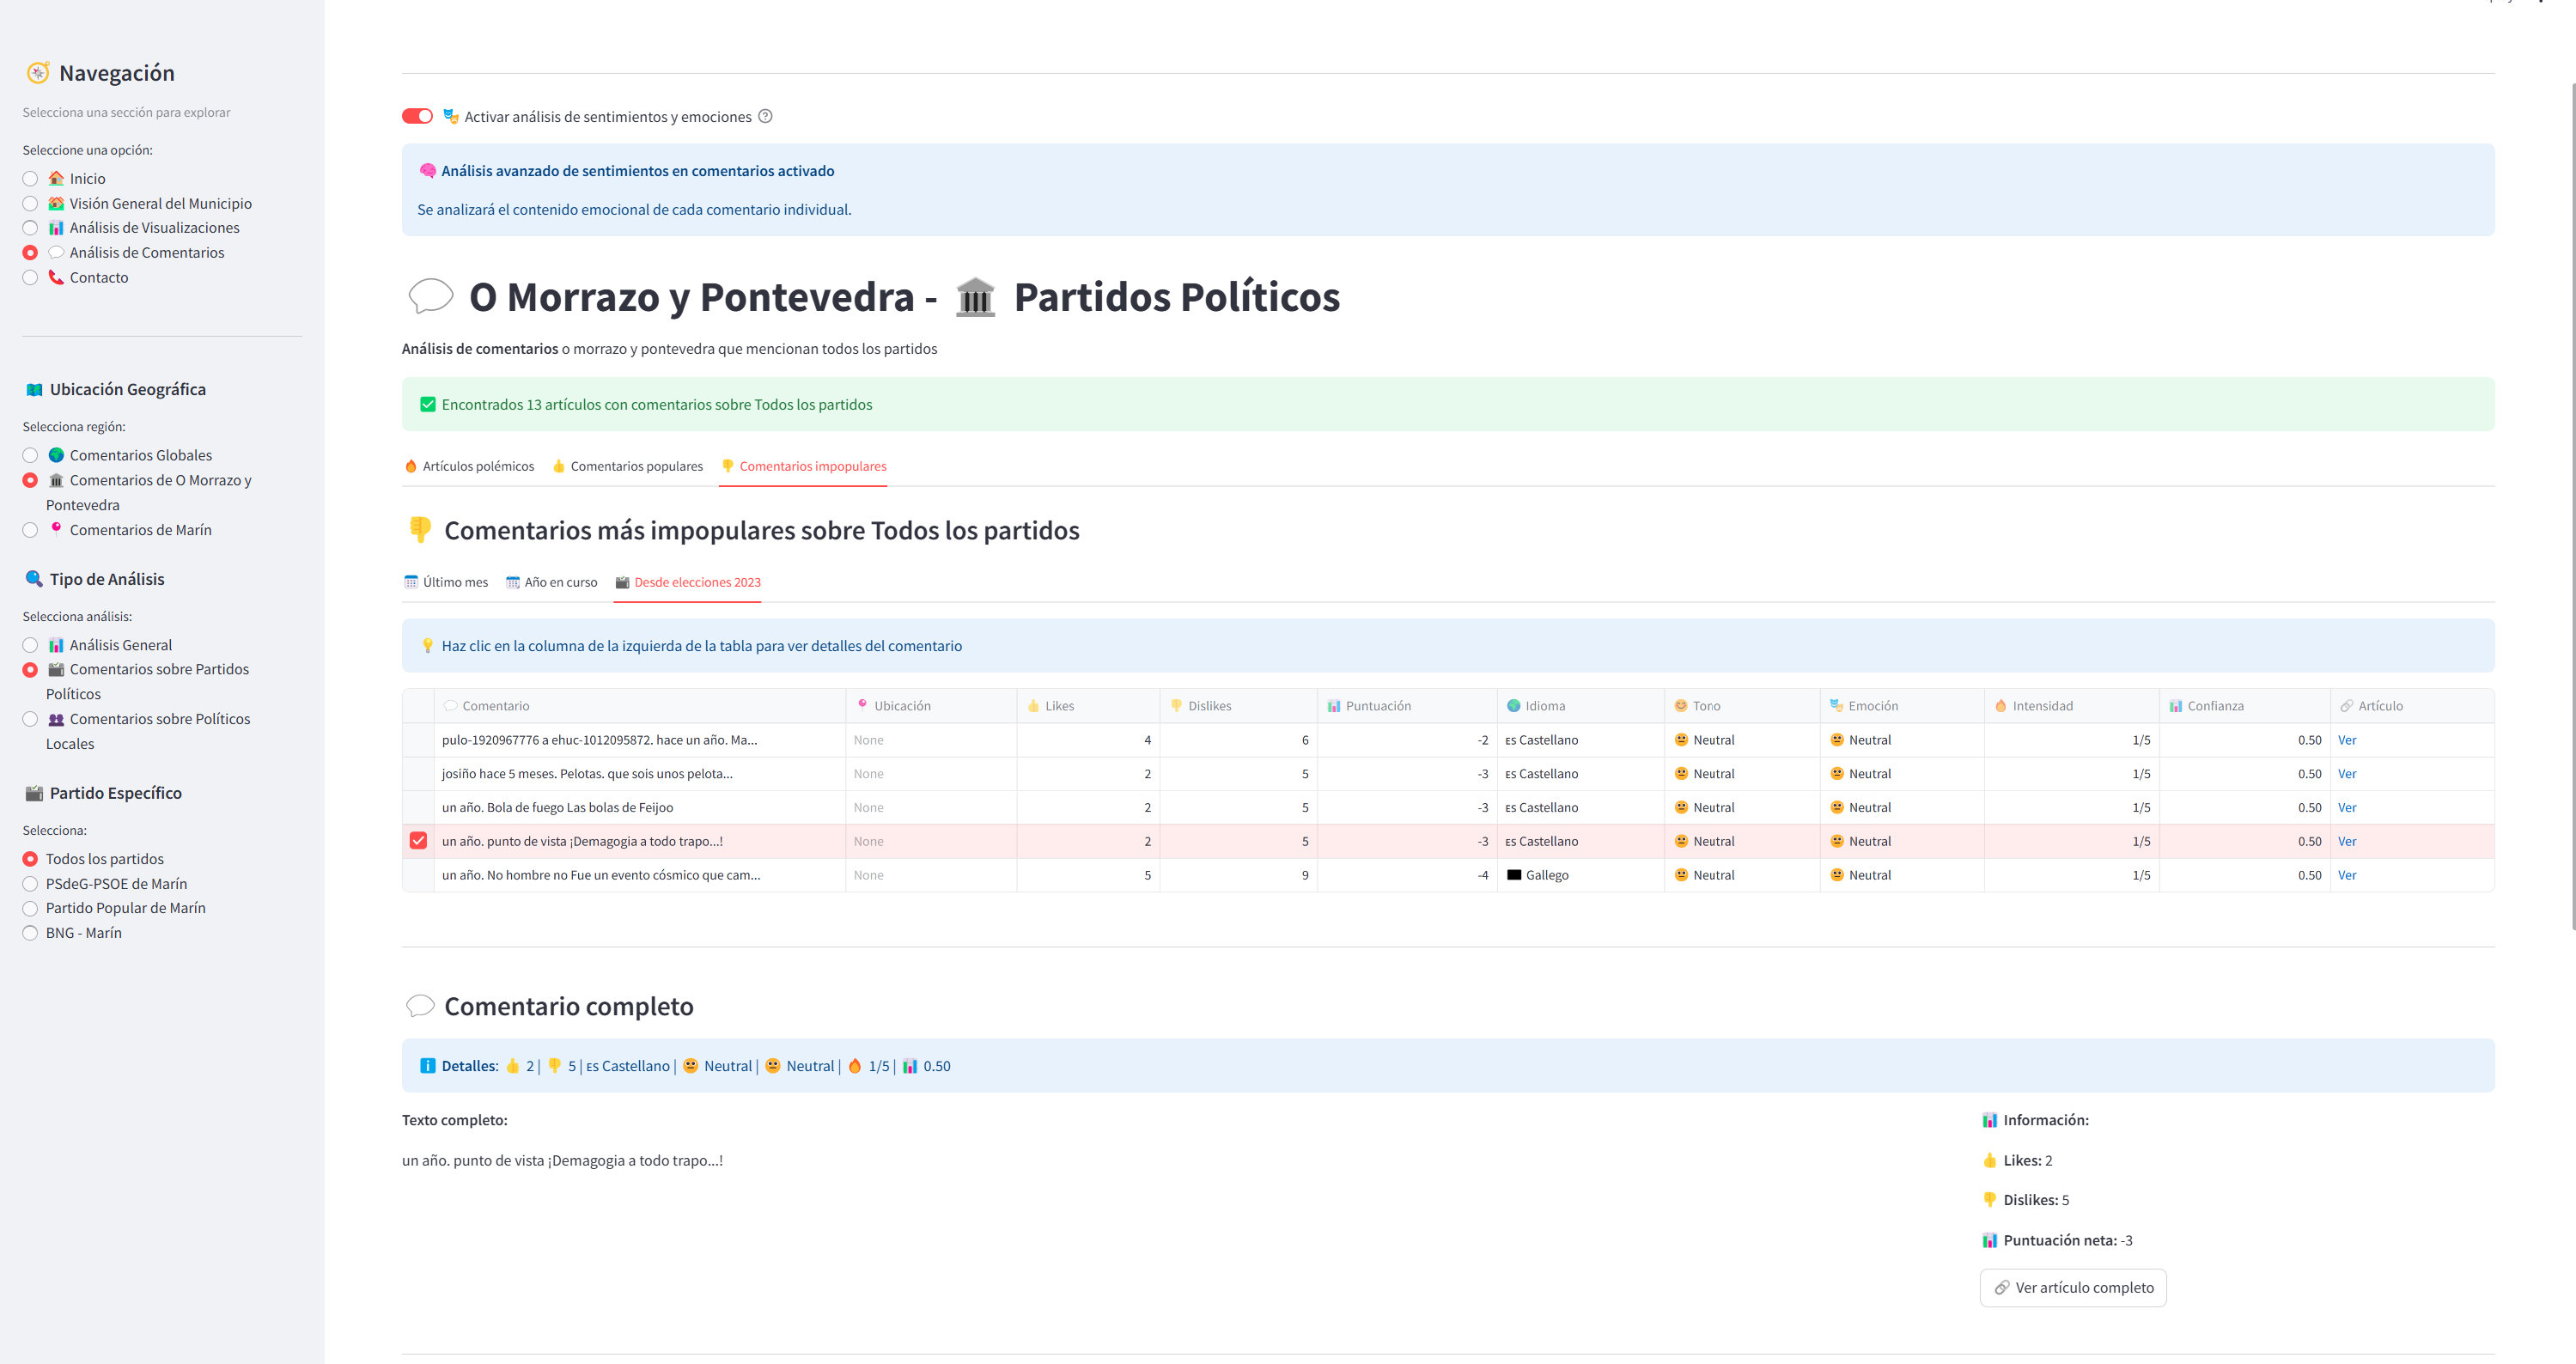 Navegación
Selecciona una sección para explorar
Seleccione una opción:
Inicio
Visión General del Municipio
Análisis de Visualizaciones
Análisis de Comentarios
Contacto
Ubicación Geográfica
Selecciona región:
Comentarios Globales
Comentarios de O Morrazo y
Pontevedra
Comentarios de Marín
Tipo de Análisis
Selecciona análisis:
Análisis General
Comentarios sobre Partidos
Políticos
Comentarios sobre Políticos
Locales
Partido Específico
Selecciona:
Todos los partidos
PSdeG-PSOE de Marín
Partido Popular de Marín
BNG - Marín
Activar análisis de sentimientos y emociones
Análisis avanzado de sentimientos en comentarios activado
Se analizará el contenido emocional de cada comentario individual.
O Morrazo y Pontevedra - Partidos Políticos
Análisis de comentarios o morrazo y pontevedra que mencionan todos los partidos
Encontrados 13 artículos con comentarios sobre Todos los partidos
Artículos polémicos Comentarios populares Comentarios impopulares
Comentarios más impopulares sobre Todos los partidos
Último mes Año en curso Desde elecciones 2023
Haz clic en la columna de la izquierda de la tabla para ver detalles del comentario
Comentario Ubicación Likes Dislikes Puntuación Idioma Tono Emoción Intensidad Confianza Artículo
pulo-1920967776 a ehuc-1012095872. hace un año. Ma... None 4 6 -2 ES Castellano Neutral Neutral 1/5 0.50 Ver
josiño hace 5 meses. Pelotas. que sois unos pelota... None 2 5 -3 ES Castellano Neutral Neutral 1/5 0.50 Ver
un año. Bola de fuego Las bolas de Feijoo None 2 5 -3 ES Castellano Neutral Neutral 1/5 0.50 Ver
un año. punto de vista ¡Demagogia a todo trapo...! None 2 5 -3 ES Castellano Neutral Neutral 1/5 0.50 Ver
un año. No hombre no Fue un evento cósmico que cam... None 5 9 -4 Gallego Neutral Neutral 1/5 0.50 Ver
Comentario completo
Detalles: 2 | 5 | ES Castellano | Neutral | Neutral | 1/5 | 0.50
Texto completo:
un año. punto de vista ¡Demagogia a todo trapo...!
Información:
Likes: 2
Dislikes: 5
Puntuación neta: -3
Ver artículo completo